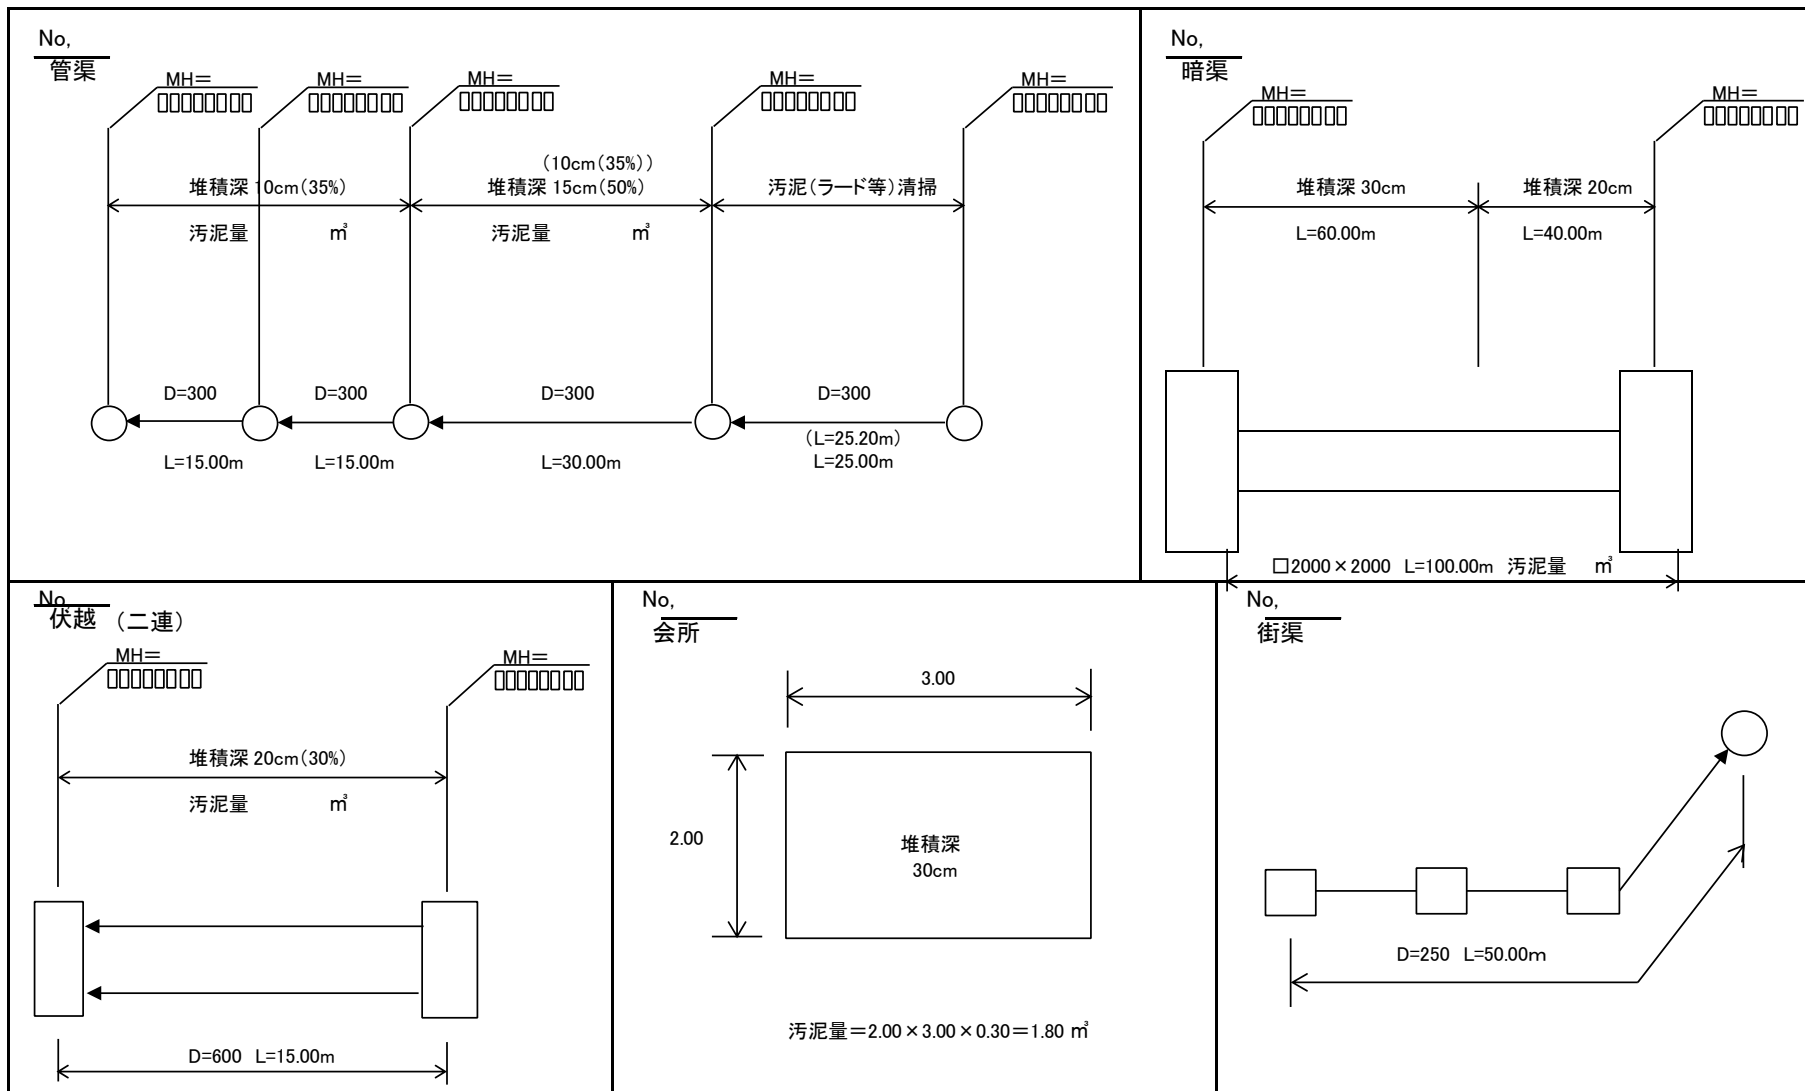 No,
管渠
MH=
□□□□□□□□
MH=
□□□□□□□□
MH=
□□□□□□□□
MH=
□□□□□□□□
MH=
□□□□□□□□
(10cm(35%))
堆積深 10cm(35%)
堆積深 15cm(50%)
汚泥(ラード等)清掃
汚泥量 ㎥
汚泥量 ㎥
D=300
D=300
D=300
D=300
L=15.00m
L=15.00m
L=30.00m
(L=25.20m)
L=25.00m
No,
暗渠
MH=
□□□□□□□□
MH=
□□□□□□□□
堆積深 30cm
堆積深 20cm
L=60.00m
L=40.00m
□2000×2000 L=100.00m 汚泥量 ㎥
No,
伏越 (二連)
MH=
□□□□□□□□
MH=
□□□□□□□□
堆積深 20cm(30%)
汚泥量 ㎥
D=600 L=15.00m
No,
会所
3.00
2.00
堆積深
30cm
汚泥量=2.00×3.00×0.30=1.80 ㎥
No,
街渠
D=250 L=50.00m